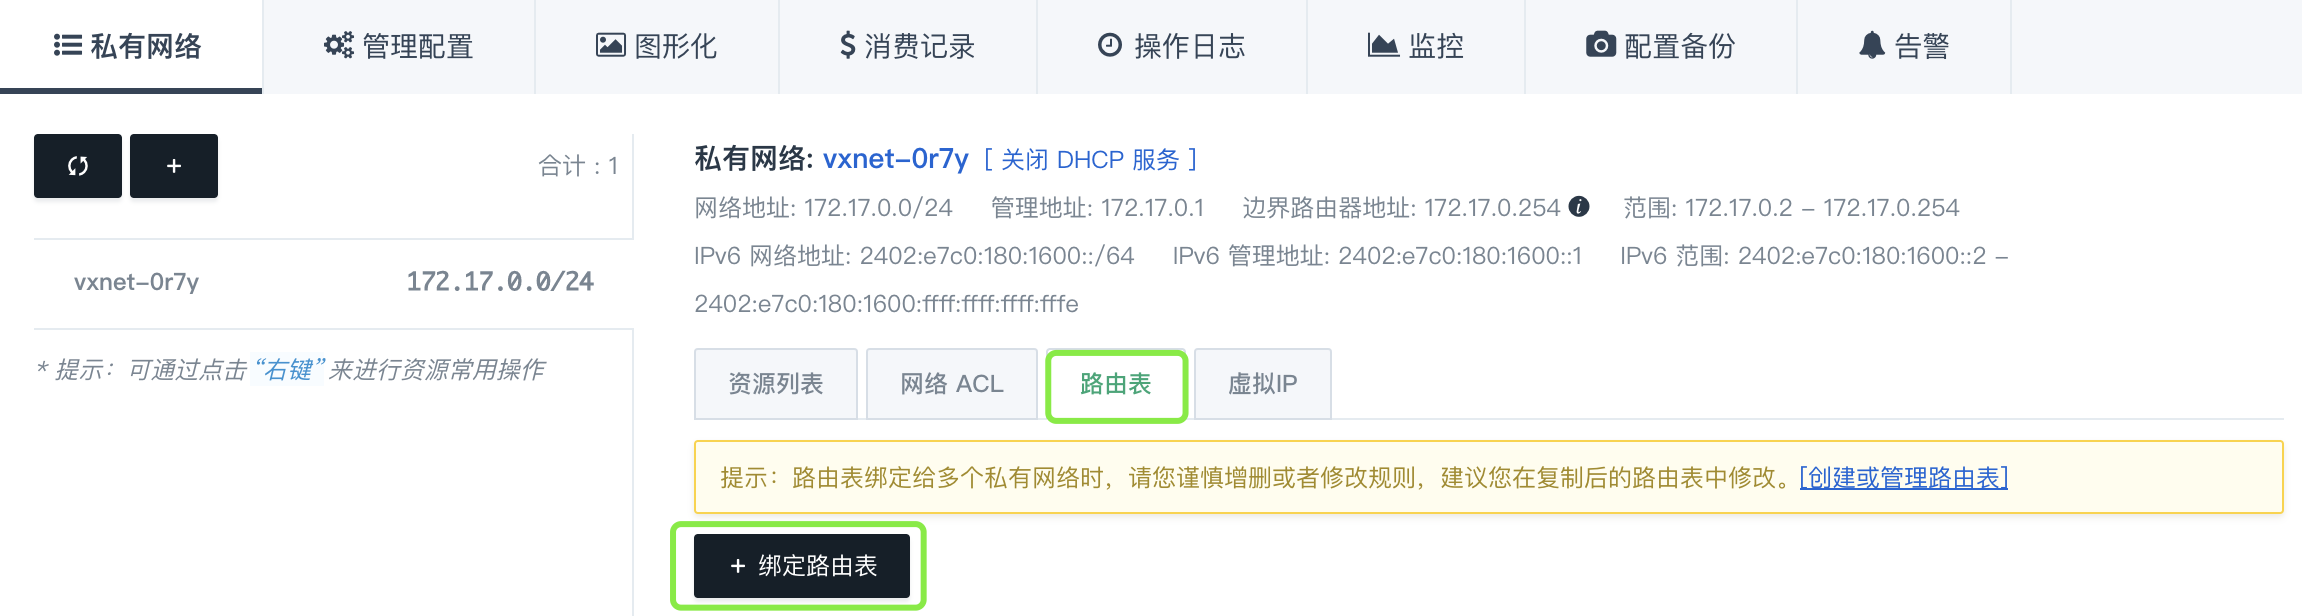 私有网络 管理配置 图形化 消费记录 操作日志 监控 配置备份 告警
+ 合计 : 1
vxnet-0r7y 172.17.0.0/24
* 提示：可通过点击 “右键” 来进行资源常用操作
私有网络: vxnet-0r7y [ 关闭 DHCP 服务 ]
网络地址: 172.17.0.0/24 管理地址: 172.17.0.1 边界路由器地址: 172.17.0.254 范围: 172.17.0.2 – 172.17.0.254
IPv6 网络地址: 2402:e7c0:180:1600::/64 IPv6 管理地址: 2402:e7c0:180:1600::1 IPv6 范围: 2402:e7c0:180:1600::2 –
2402:e7c0:180:1600:ffff:ffff:ffff:fffe
资源列表 网络 ACL 路由表 虚拟IP
提示：路由表绑定给多个私有网络时，请您谨慎增删或者修改规则，建议您在复制后的路由表中修改。[创建或管理路由表]
+ 绑定路由表